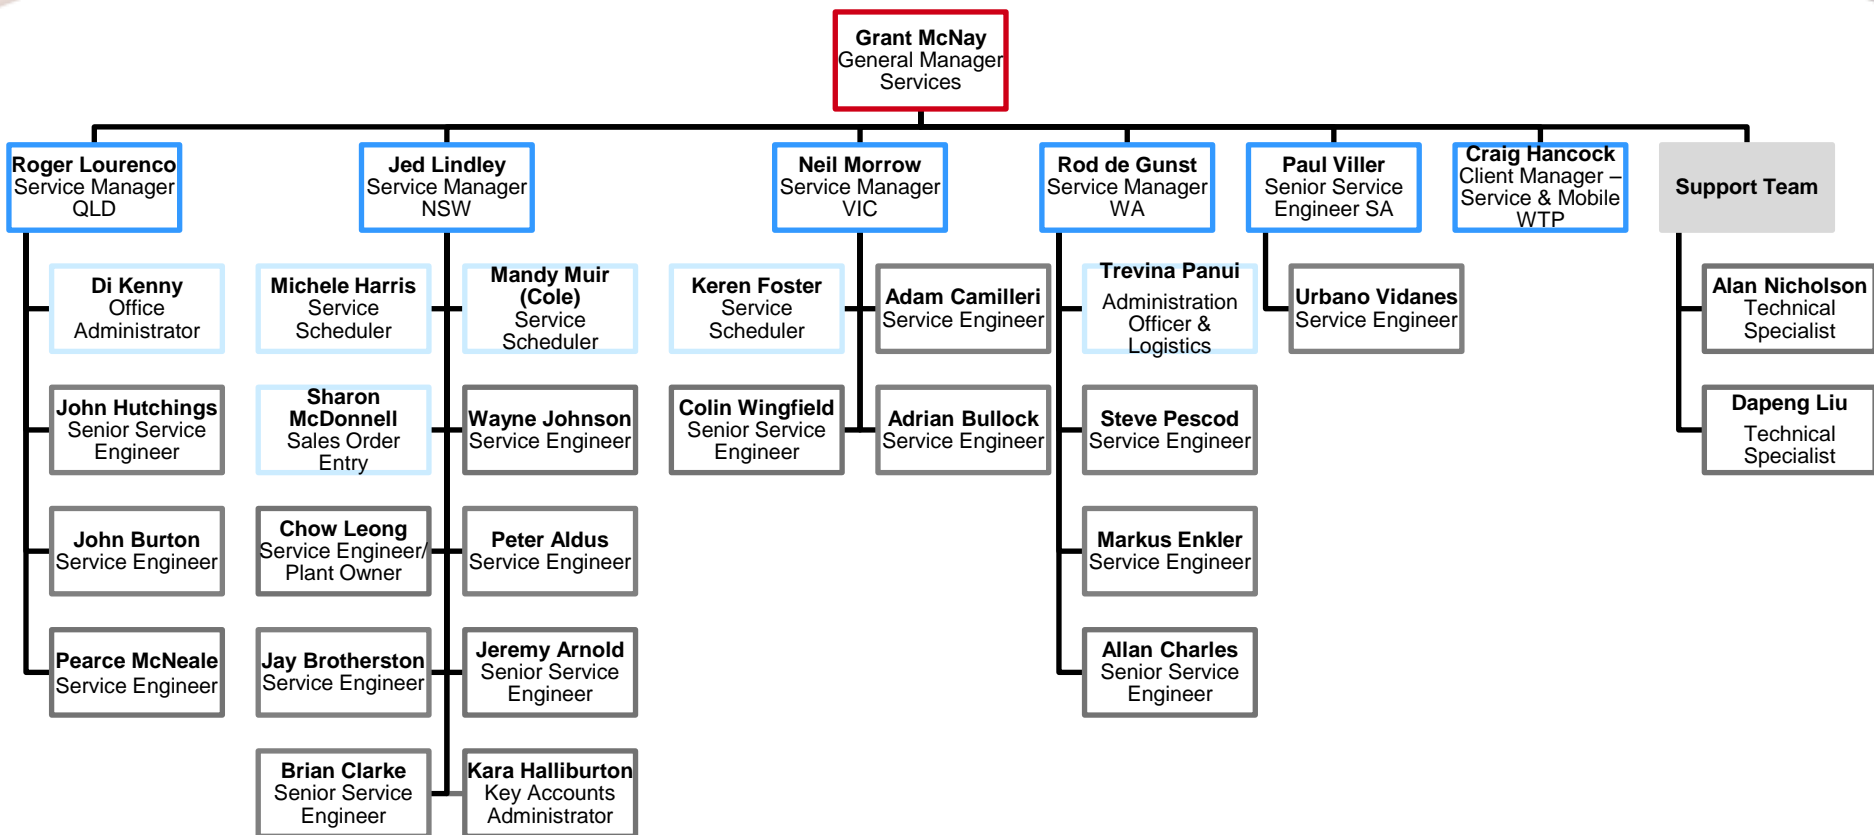 Grant McNay
General Manager
Services
Roger Lourenco
Service Manager
QLD
Jed Lindley
Service Manager
NSW
Neil Morrow
Service Manager
VIC
Rod de Gunst
Service Manager
WA
Paul Viller
Senior Service
Engineer SA
Craig Hancock
Client Manager –
Service & Mobile
WTP
Support Team
Di Kenny
Office
Administrator
Michele Harris
Service
Scheduler
Mandy Muir
(Cole)
Service
Scheduler
Keren Foster
Service
Scheduler
Adam Camilleri
Service Engineer
Trevina Panui
Administration
Officer &
Logistics
Urbano Vidanes
Service Engineer
Alan Nicholson
Technical
Specialist
John Hutchings
Senior Service
Engineer
Sharon
McDonnell
Sales Order
Entry
Wayne Johnson
Service Engineer
Colin Wingfield
Senior Service
Engineer
Adrian Bullock
Service Engineer
Steve Pescod
Service Engineer
Dapeng Liu
Technical
Specialist
John Burton
Service Engineer
Chow Leong
Service Engineer/
Plant Owner
Peter Aldus
Service Engineer
Markus Enkler
Service Engineer
Pearce McNeale
Service Engineer
Jay Brotherston
Service Engineer
Jeremy Arnold
Senior Service
Engineer
Allan Charles
Senior Service
Engineer
Brian Clarke
Senior Service
Engineer
Kara Halliburton
Key Accounts
Administrator